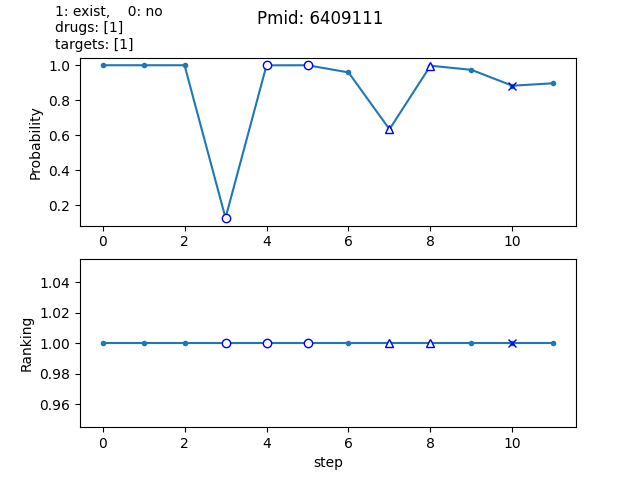 1: exist,    0: no
drugs: [1]
targets: [1]
Pmid: 6409111
Probability
1.0
0.8
0.6
0.4
0.2
0 2 4 6 8 10
Ranking
1.04
1.02
1.00
0.98
0.96
0 2 4 6 8 10
step